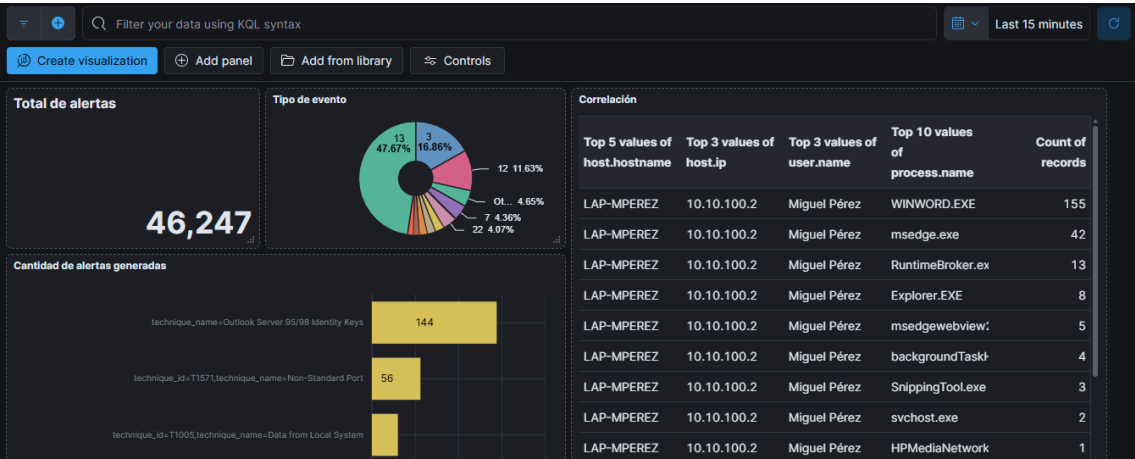 Filter your data using KQL syntax
Last 15 minutes
Create visualization
Add panel
Add from library
Controls
Total de alertas
46,247
Tipo de evento
13
47.67%
3
16.86%
12 11.63%
Ot... 4.65%
7 4.36%
22 4.07%
Cantidad de alertas generadas
technique_name=Outlook Server 95/98 Identity Keys
144
technique_id=T1571,technique_name=Non-Standard Port
56
technique_id=T1005,technique_name=Data from Local System
Correlación
Top 5 values of host.hostname Top 3 values of host.ip Top 3 values of user.name Top 10 values of process.name Count of records
LAP-MPEREZ 10.10.100.2 Miguel Pérez WINWORD.EXE 155
LAP-MPEREZ 10.10.100.2 Miguel Pérez msedge.exe 42
LAP-MPEREZ 10.10.100.2 Miguel Pérez RuntimeBroker.ex 13
LAP-MPEREZ 10.10.100.2 Miguel Pérez Explorer.EXE 8
LAP-MPEREZ 10.10.100.2 Miguel Pérez msedgewebview2 5
LAP-MPEREZ 10.10.100.2 Miguel Pérez backgroundTask 4
LAP-MPEREZ 10.10.100.2 Miguel Pérez SnippingTool.exe 3
LAP-MPEREZ 10.10.100.2 Miguel Pérez svchost.exe 2
LAP-MPEREZ 10.10.100.2 Miguel Pérez HPMediaNetwork 1